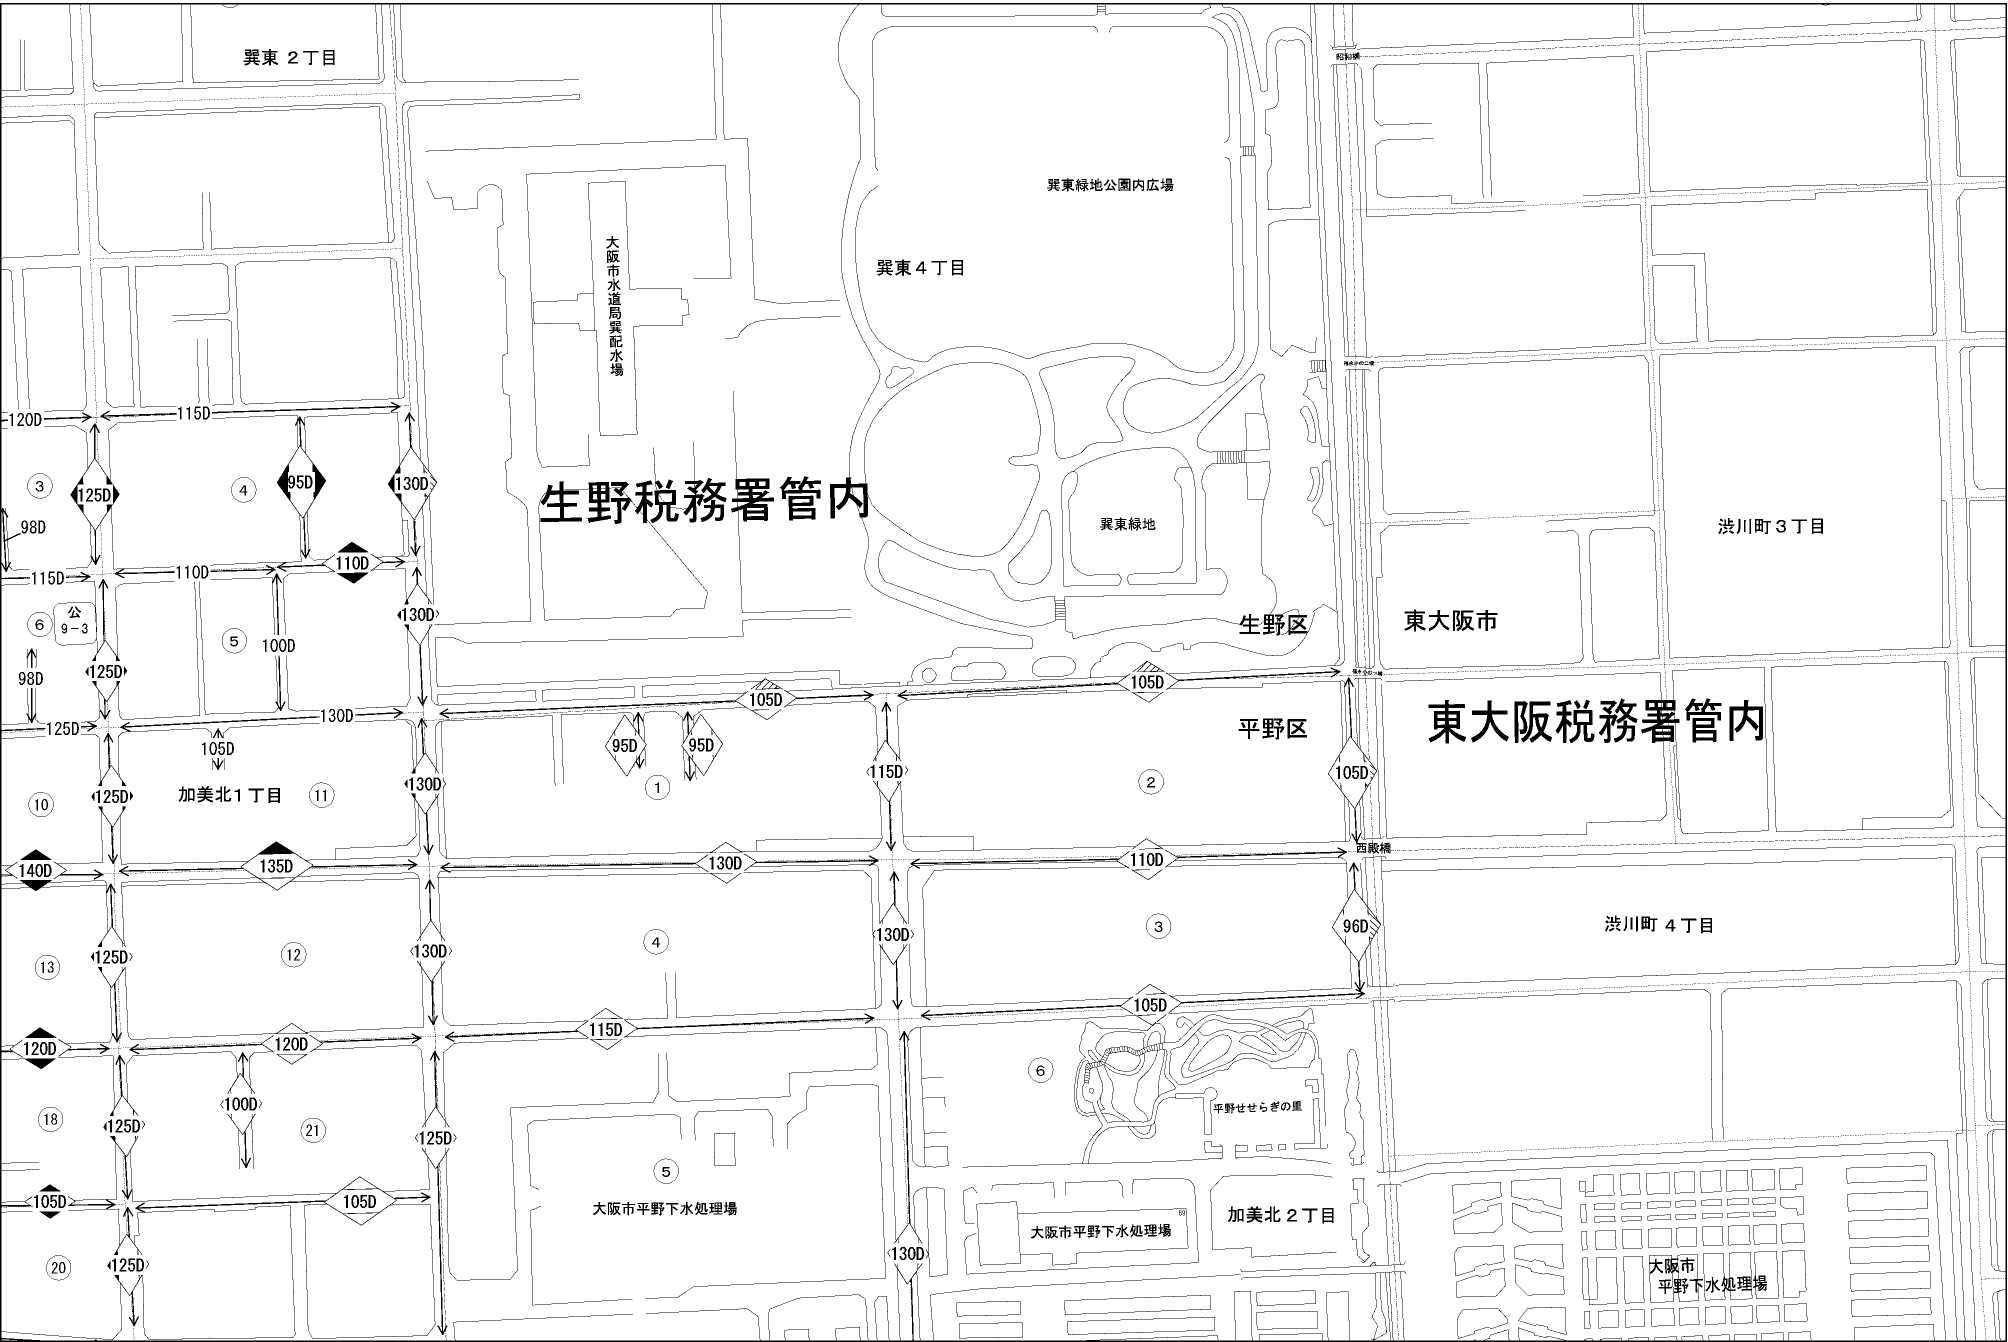 巽東 2丁目
昭和橋
巽東緑地公園内広場
大阪市水道局巽配水場
巽東4丁目
120D
115D
3
125D
4
95D
130D
生野税務署管内
巽東緑地
渋川町3丁目
98D
115D
110D
110D
6
公
9-3
5
100D
130D
生野区
東大阪市
98D
125D
105D
105D
125D
130D
105D
95D
95D
平野区
東大阪税務署管内
115D
105D
2
10
125D
加美北1丁目
11
130D
1
140D
135D
130D
110D
西殿橋
13
125D
12
130D
4
130D
3
96D
渋川町 4丁目
120D
120D
115D
105D
6
18
125D
100D
21
125D
平野せせらぎの里
5
105D
105D
大阪市平野下水処理場
大阪市平野下水処理場
加美北2丁目
20
125D
130D
大阪市
平野下水処理場